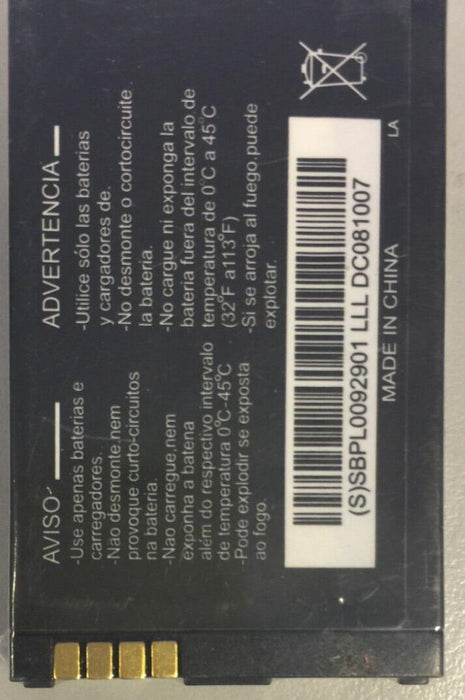 AVISO
-Use apenas baterias e
carregadores.
-Não desmonte,nem
provoque curto-circuitos
na bateria.
-Nao carregue,nem
exponha a batena
além do respectivo intervalo
de temperatura 0°C-45°C
-Pode explodir se exposta
ao fogo.
ADVERTENCIA
-Utilice sólo las baterias
y cargadores de.
-No desmonte o cortocircuite
la bateria.
-No cargue ni exponga la
bateria fuera del intervalo de
temperatura de 0°C a 45°C
(32°F a113°F)
-Si se arroja al fuego,puede
explotar.
(S)SBPL0092901 LLL DC081007
MADE IN CHINA
LA